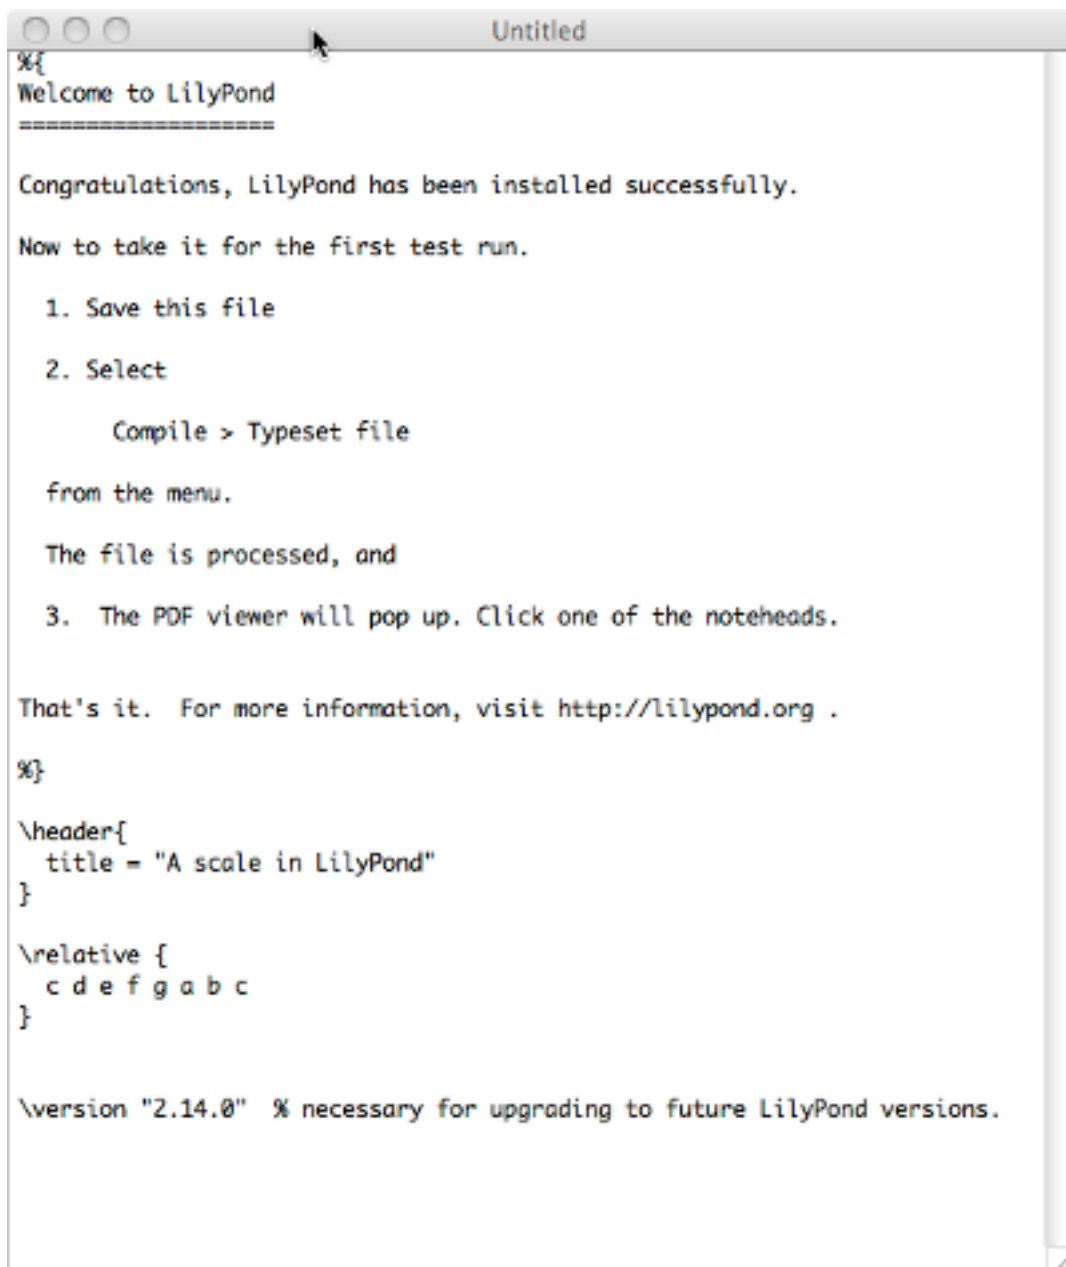 Untitled
%{
Welcome to LilyPond
===================
Congratulations, LilyPond has been installed successfully.
Now to take it for the first test run.
1. Save this file
2. Select
Compile > Typeset file
from the menu.
The file is processed, and
3.  The PDF viewer will pop up. Click one of the noteheads.
That's it.  For more information, visit http://lilypond.org .
%}
\header{
title = "A scale in LilyPond"
}
\relative {
c d e f g a b c
}
\version "2.14.0"  % necessary for upgrading to future LilyPond versions.